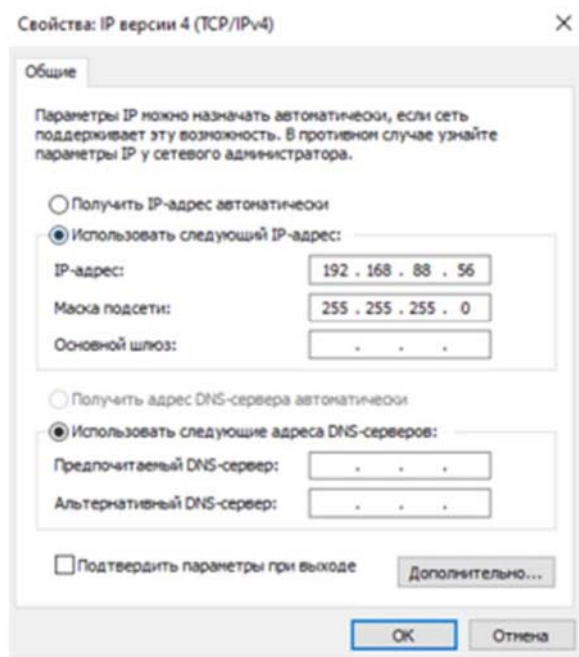 Свойства: IP версии 4 (TCP/IPv4)
Общие
Параметры IP можно назначать автоматически, если сеть
поддерживает эту возможность. В противном случае узнайте
параметры IP у сетевого администратора.
Получить IP-адрес автоматически
Использовать следующий IP-адрес:
IP-адрес: 192 . 168 . 88 . 56
Маска подсети: 255 . 255 . 255 . 0
Основной шлюз: . . .
Получить адрес DNS-сервера автоматически
Использовать следующие адреса DNS-серверов:
Предпочитаемый DNS-сервер: . . .
Альтернативный DNS-сервер: . . .
Подтвердить параметры при выходе
Дополнительно...
ОК Отмена